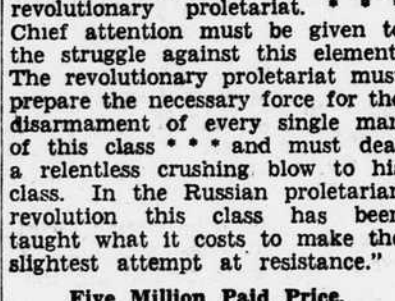 revolutionary proletariat. * * *
Chief attention must be given to
the struggle against this element
The revolutionary proletariat mus
prepare the necessary force for the
disarmament of every single man
of this class * * * and must deal
a relentless crushing blow to his
class. In the Russian proletarian
revolution this class has been
taught what it costs to make the
slightest attempt at resistance."
Five Million Paid Price.